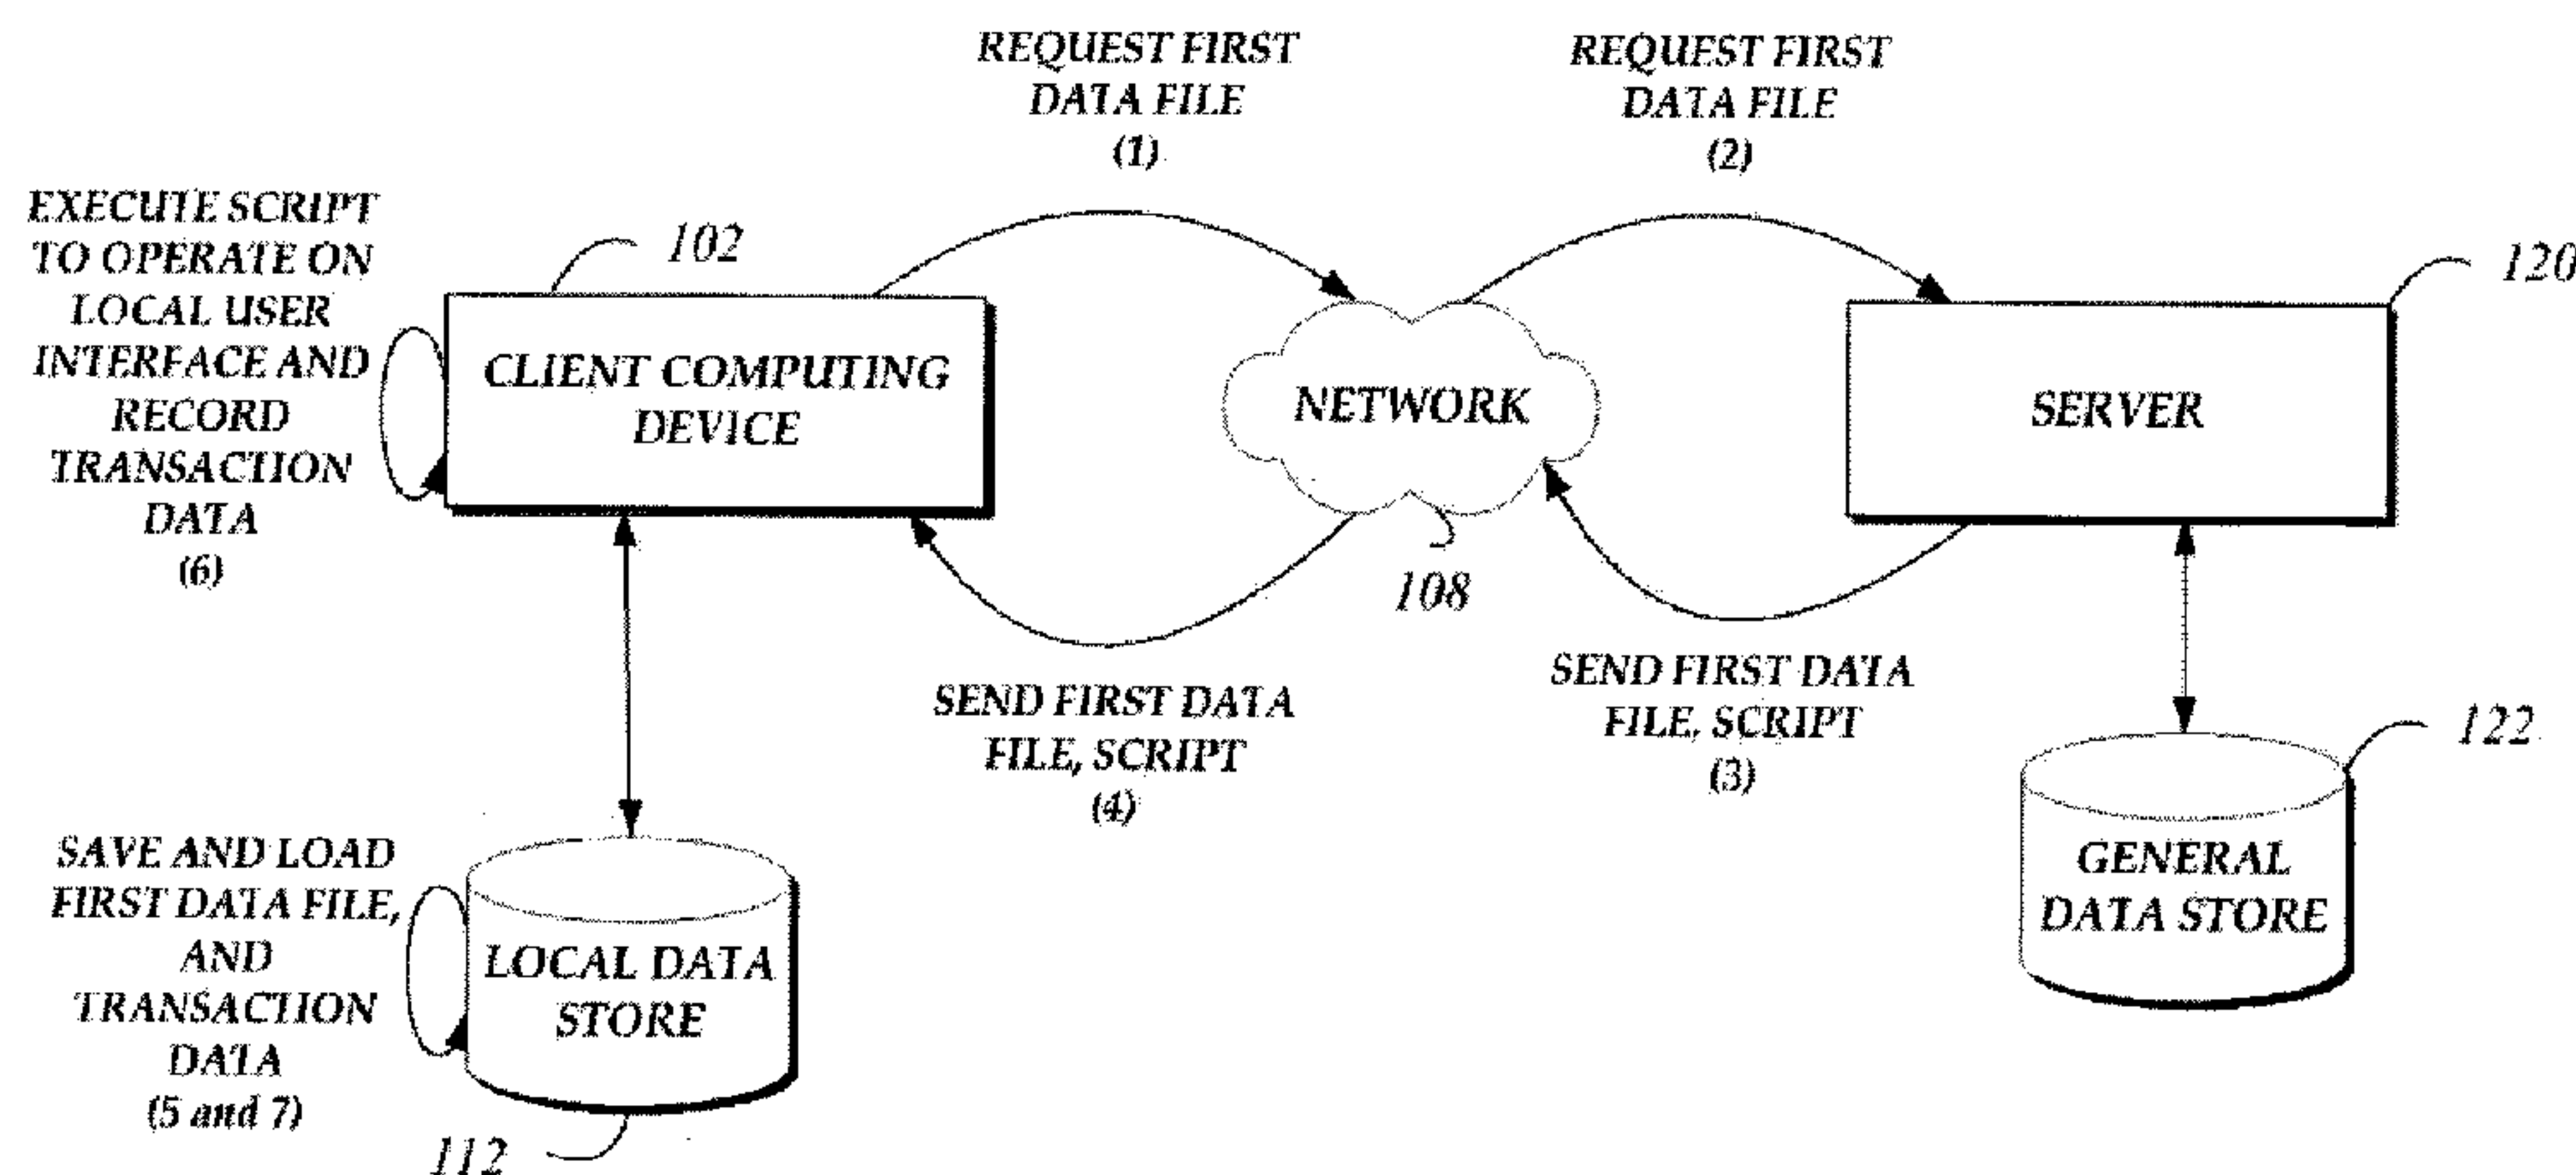 REQUEST FIRST
DATA FILE
(1)
REQUEST FIRST
DATA FILE
(2)
EXECUTE SCRIPT
TO OPERATE ON
LOCAL USER
INTERFACE AND
RECORD
TRANSACTION
DATA
(6)
102
120
CLIENT COMPUTING
DEVICE
NETWORK
SERVER
108
SEND FIRST DATA
FILE, SCRIPT
(4)
SEND FIRST DATA
FILE, SCRIPT
(3)
122
SAVE AND LOAD
FIRST DATA FILE,
AND
TRANSACTION
DATA
(5 and 7)
LOCAL DATA
STORE
GENERAL
DATA STORE
112